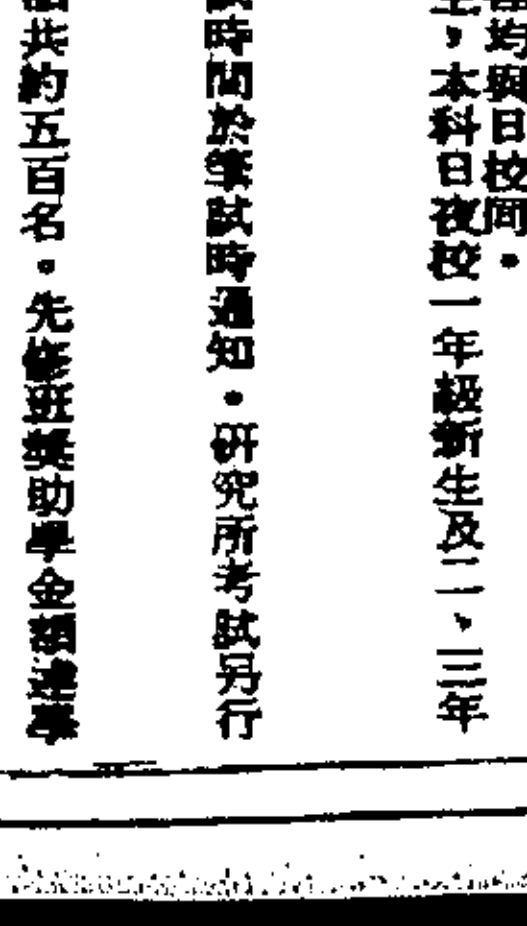 均與日校同。
，本科日夜校一年級新生及二，三年
時間於筆試時通知。研究所考試另行
共約五百名。先修班獎助學金額達學